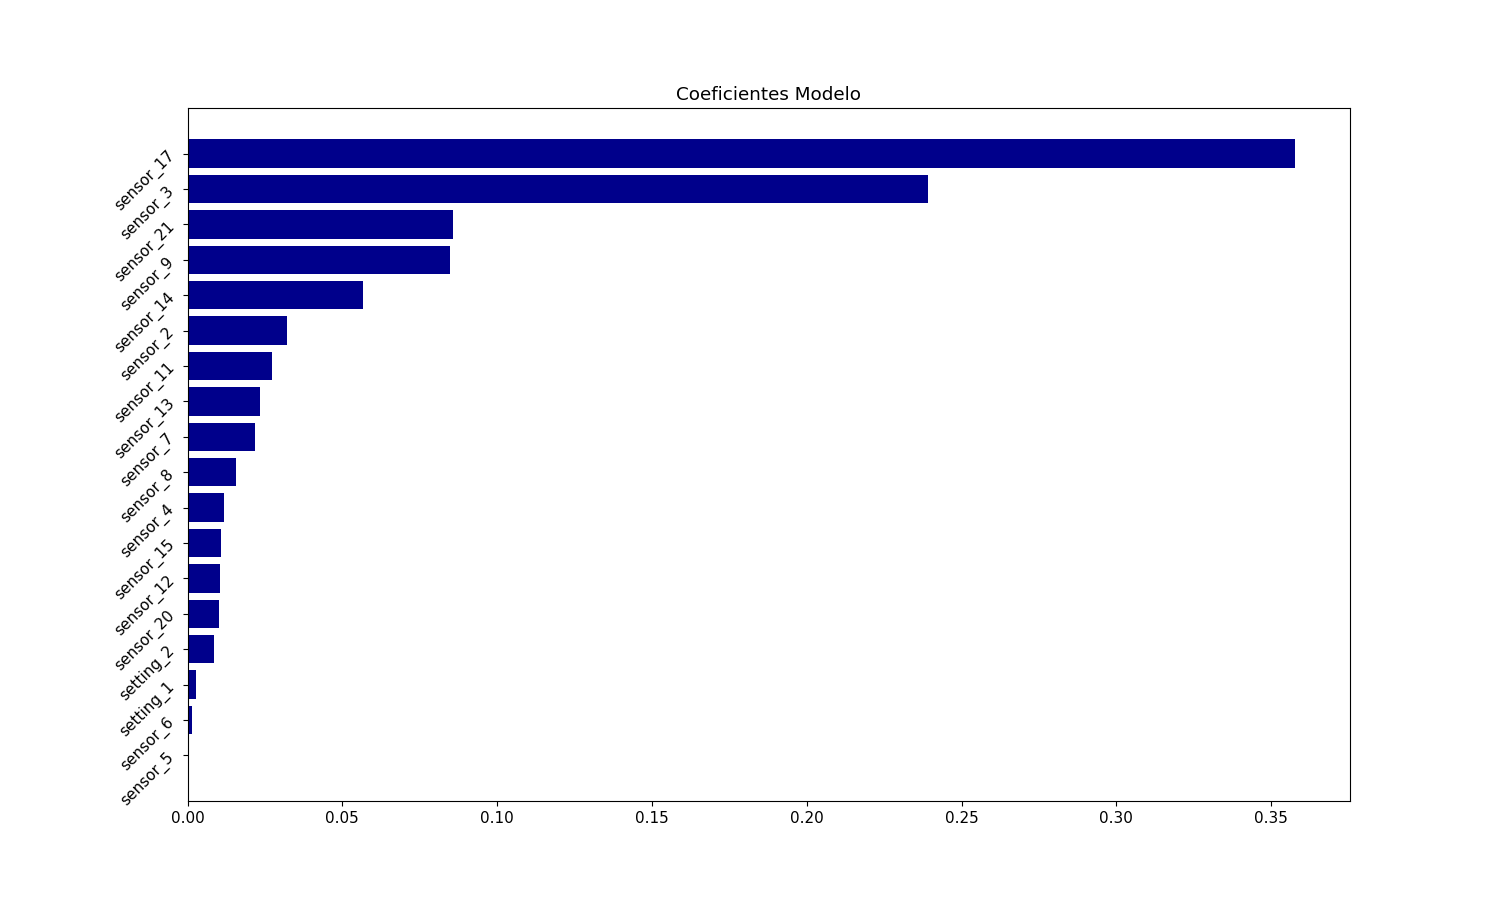 Coeficientes Modelo
sensor_17
sensor_3
sensor_21
sensor_9
sensor_14
sensor_2
sensor_11
sensor_13
sensor_7
sensor_8
sensor_4
sensor_15
sensor_12
sensor_20
setting_2
setting_1
sensor_6
sensor_5
0.00 0.05 0.10 0.15 0.20 0.25 0.30 0.35